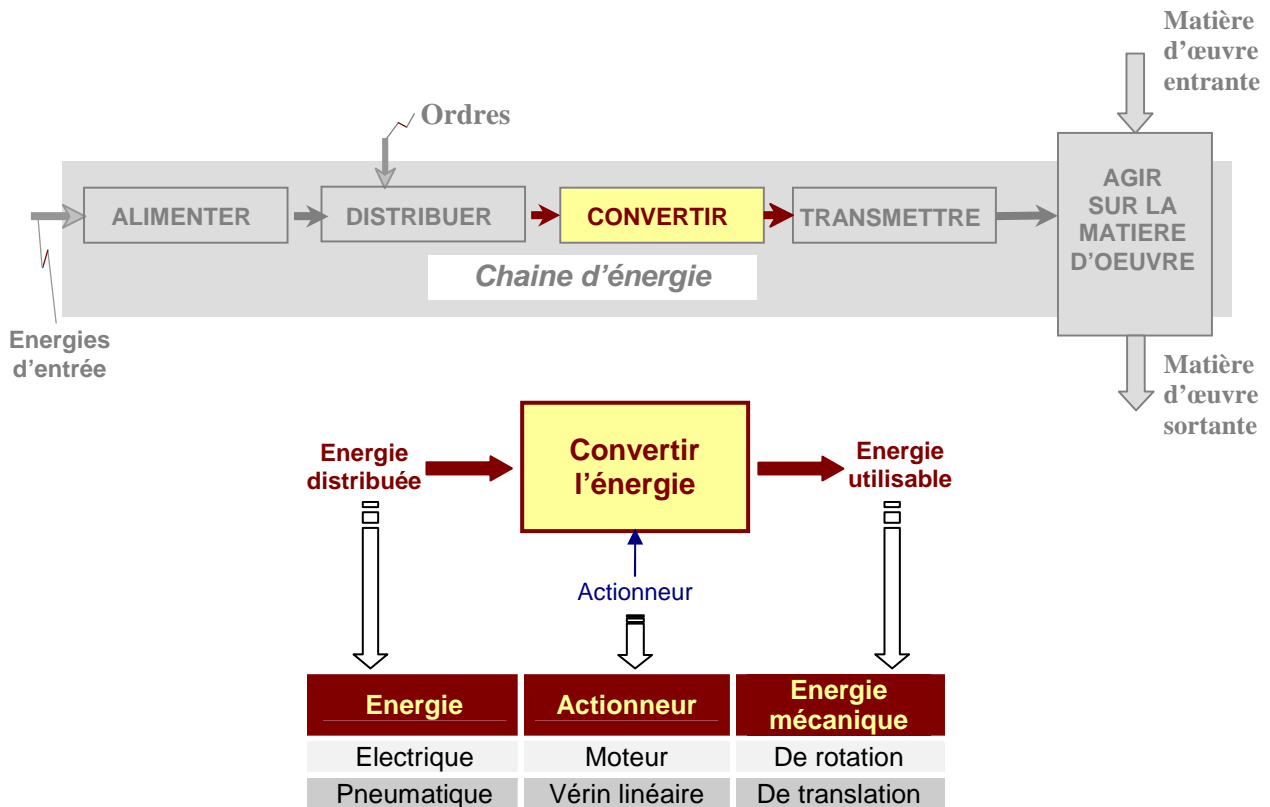 Matière
d'œuvre
entrante
Ordres
ALIMENTER
DISTRIBUER
CONVERTIR
TRANSMETTRE
AGIR
SUR LA
MATIERE
D'OEUVRE
Chaine d'énergie
Energies
d'entrée
Matière
d'œuvre
sortante
Energie
distribuée
Convertir
l'énergie
Energie
utilisable
Actionneur
Energie
Actionneur
Energie
mécanique
Electrique
Moteur
De rotation
Pneumatique
Vérin linéaire
De translation